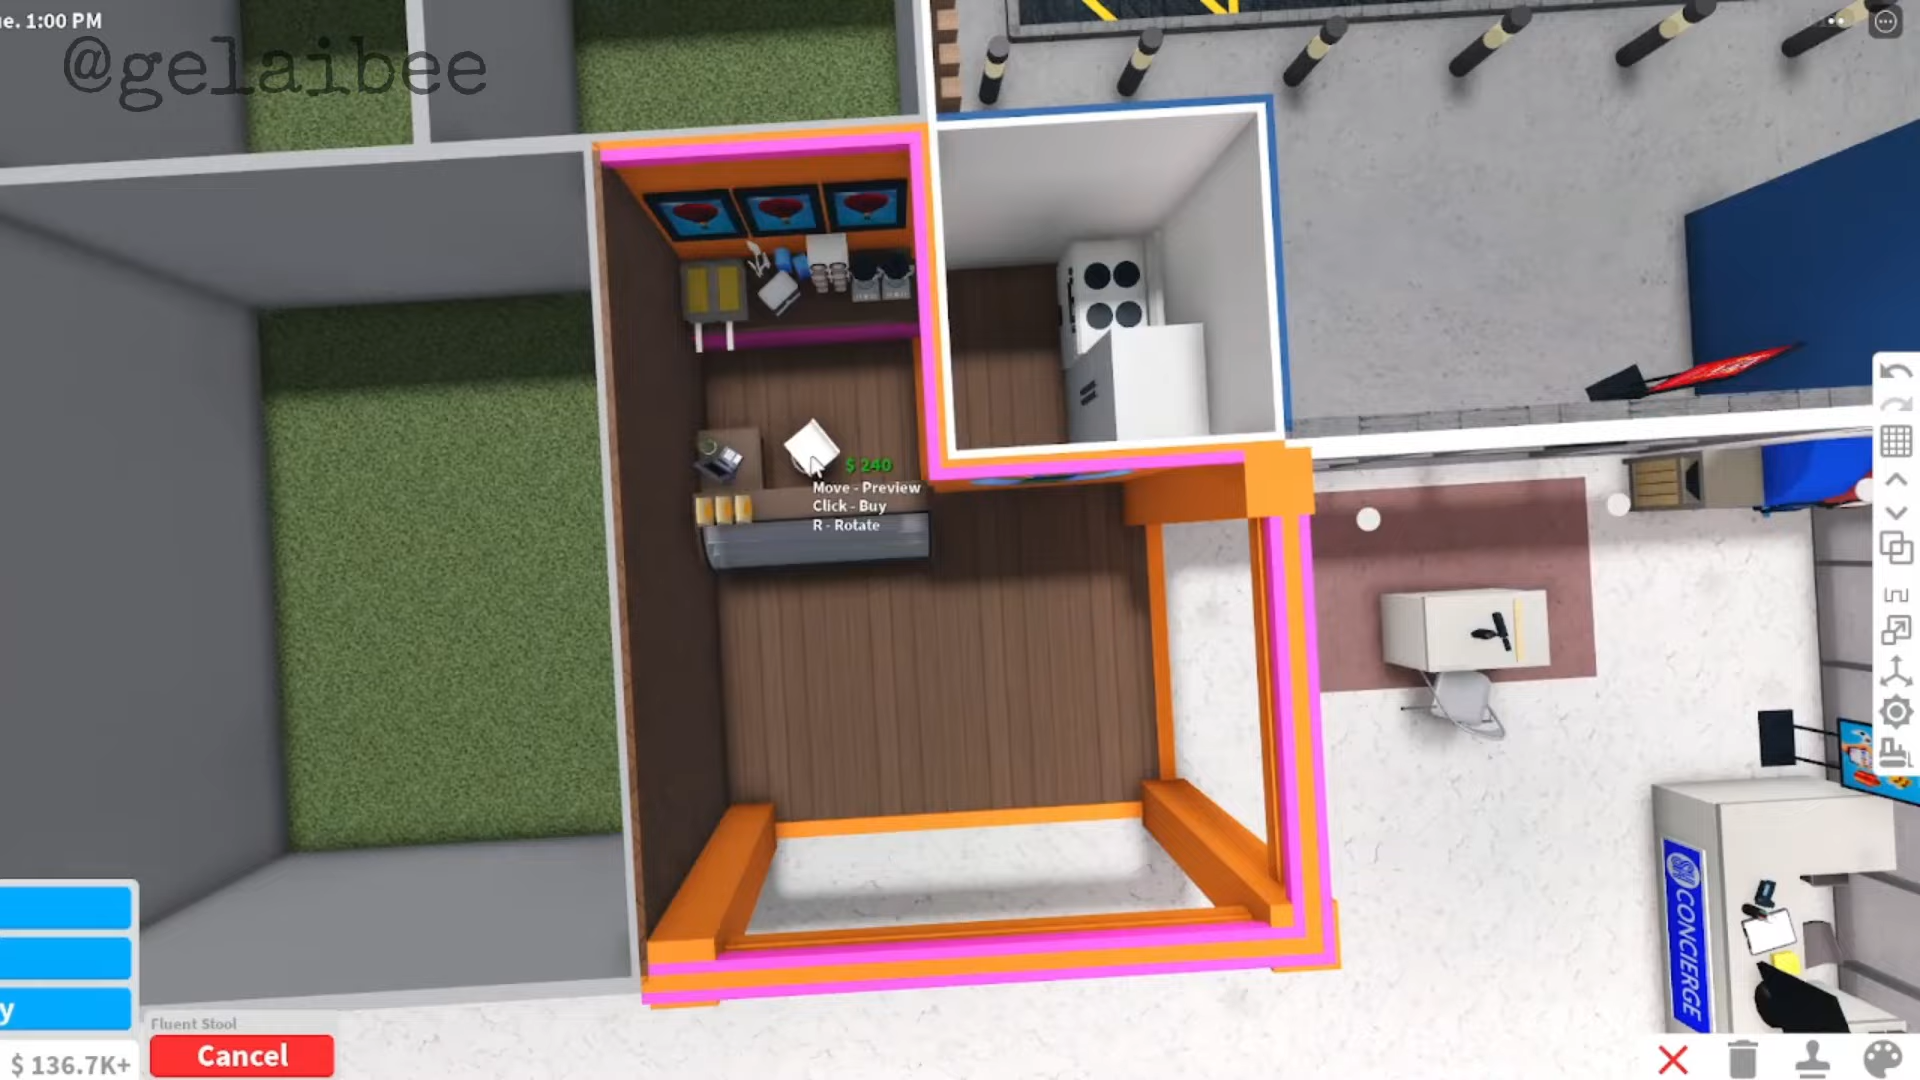 e. 1:00 PM
@gelaibee
$ 240
Move - Preview
Click - Buy
R - Rotate
CONCIERGE
y
Fluent Stool
$ 136.7K+
Cancel